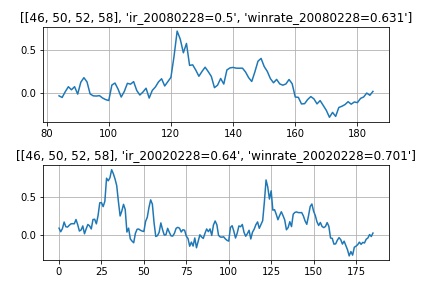 [[46, 50, 52, 58], 'ir_20080228=0.5', 'winrate_20080228=0.631']
0.5
0.0
80 100 120 140 160 180
[[46, 50, 52, 58], 'ir_20020228=0.64', 'winrate_20020228=0.701']
0.5
0.0
0 25 50 75 100 125 150 175